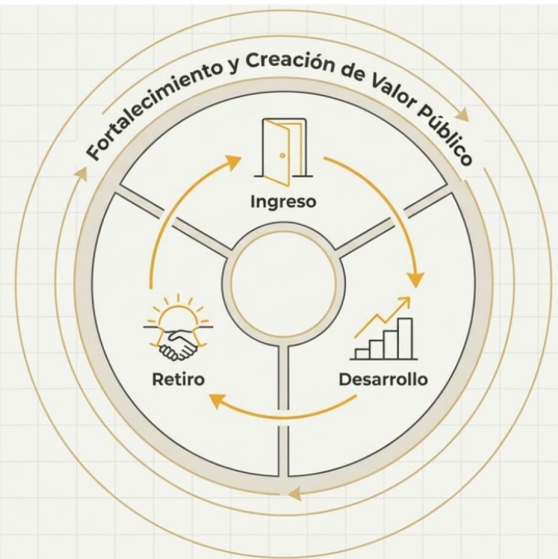 Fortalecimiento y Creación de Valor Público
Ingreso
Retiro
Desarrollo